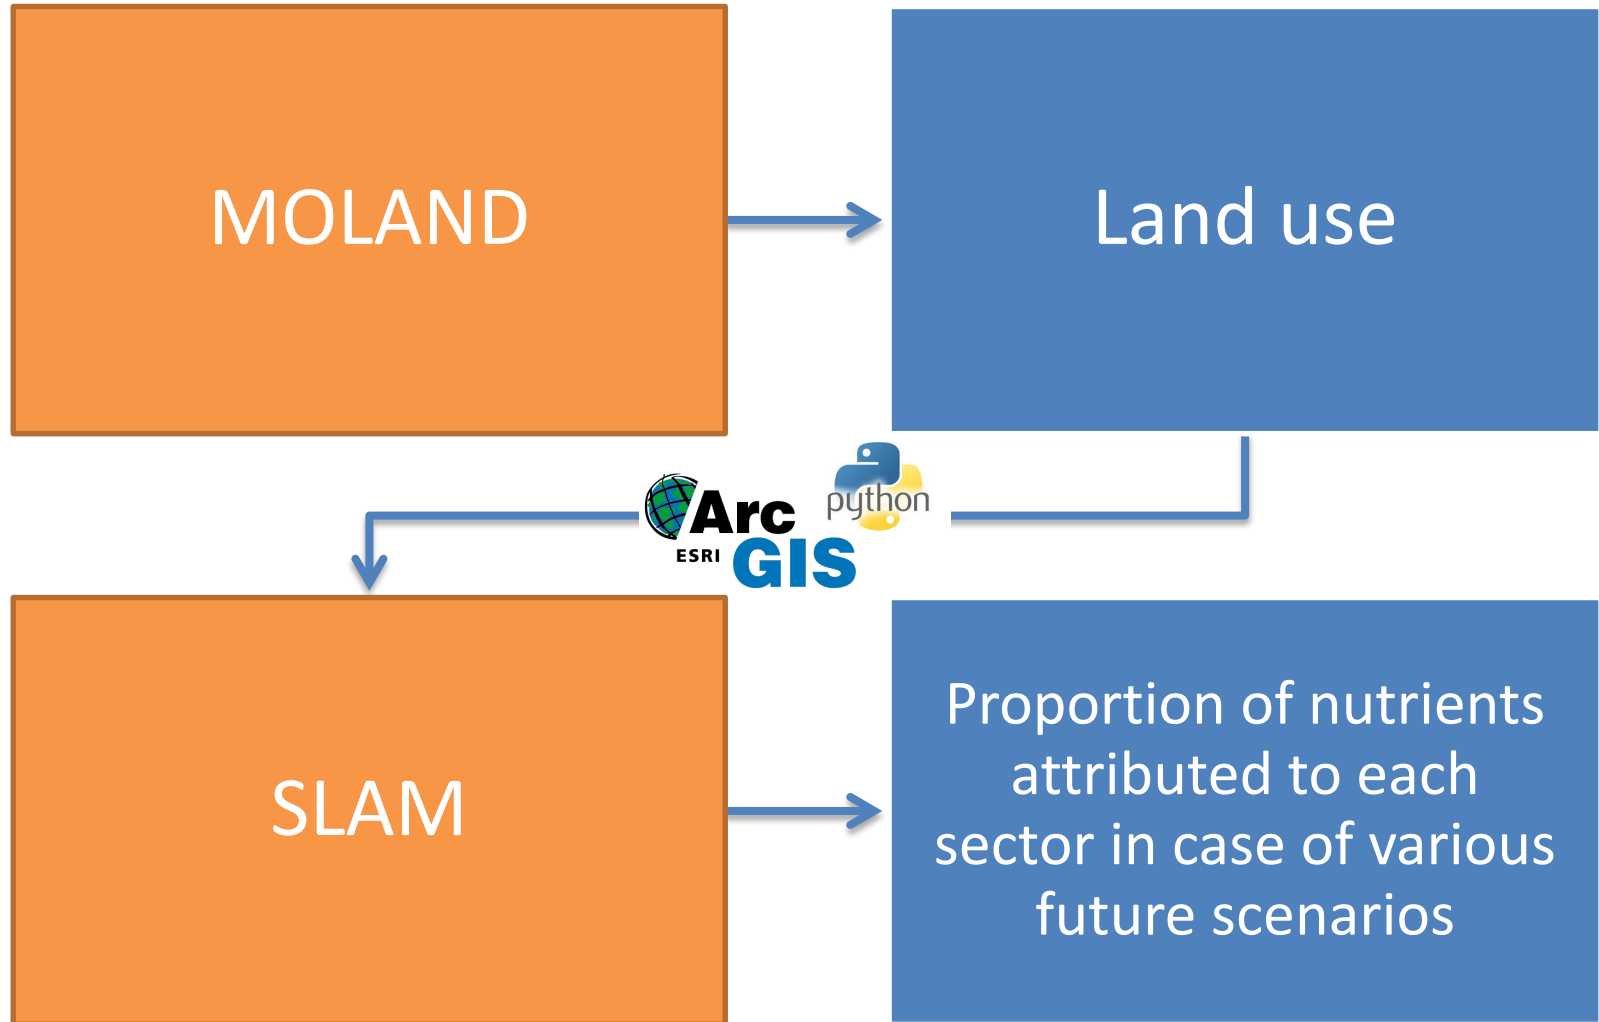 MOLAND
Land use
Arc
ESRI
GIS
python
SLAM
Proportion of nutrients
attributed to each
sector in case of various
future scenarios